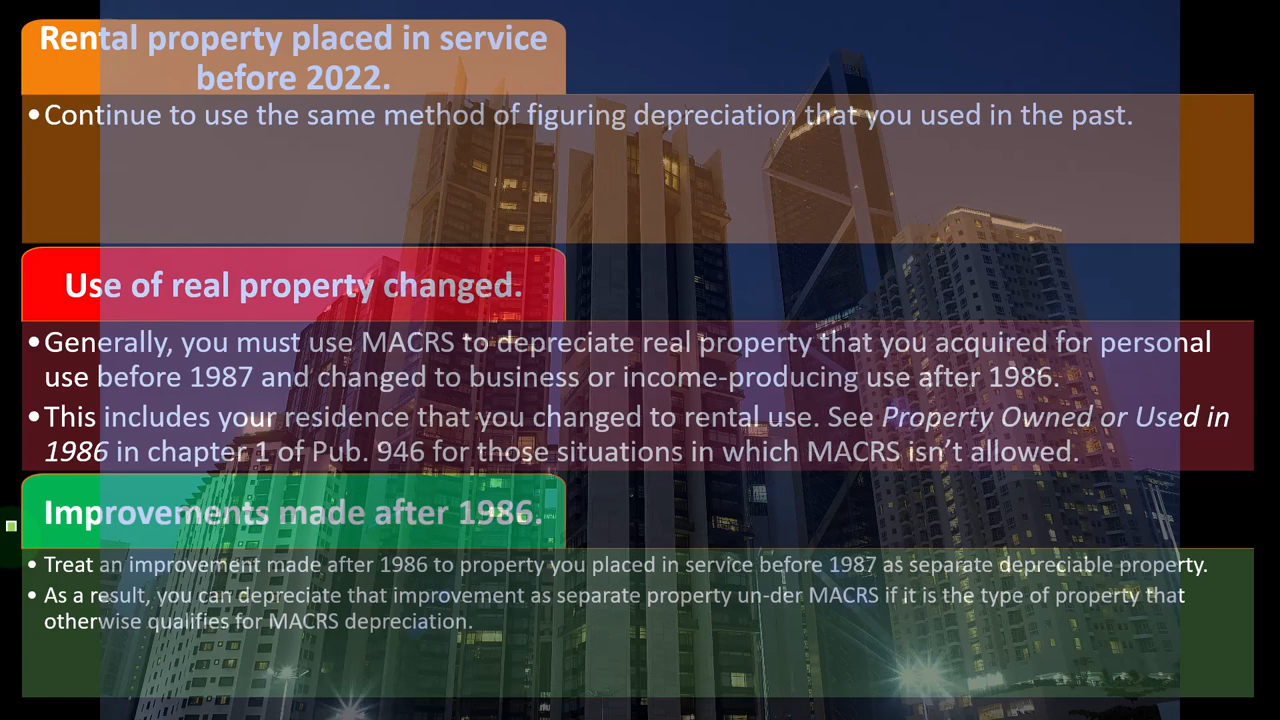 Rental property placed in service
before 2022.
•Continue to use the same method of figuring depreciation that you used in the past.
Use of real property changed.
•Generally, you must use MACRS to depreciate real property that you acquired for personal
use before 1987 and changed to business or income-producing use after 1986.
•This includes your residence that you changed to rental use. See Property Owned or Used in
1986 in chapter 1 of Pub. 946 for those situations in which MACRS isn’t allowed.
Improvements made after 1986.
• Treat an improvement made after 1986 to property you placed in service before 1987 as separate depreciable property.
• As a result, you can depreciate that improvement as separate property un-der MACRS if it is the type of property that
otherwise qualifies for MACRS depreciation.